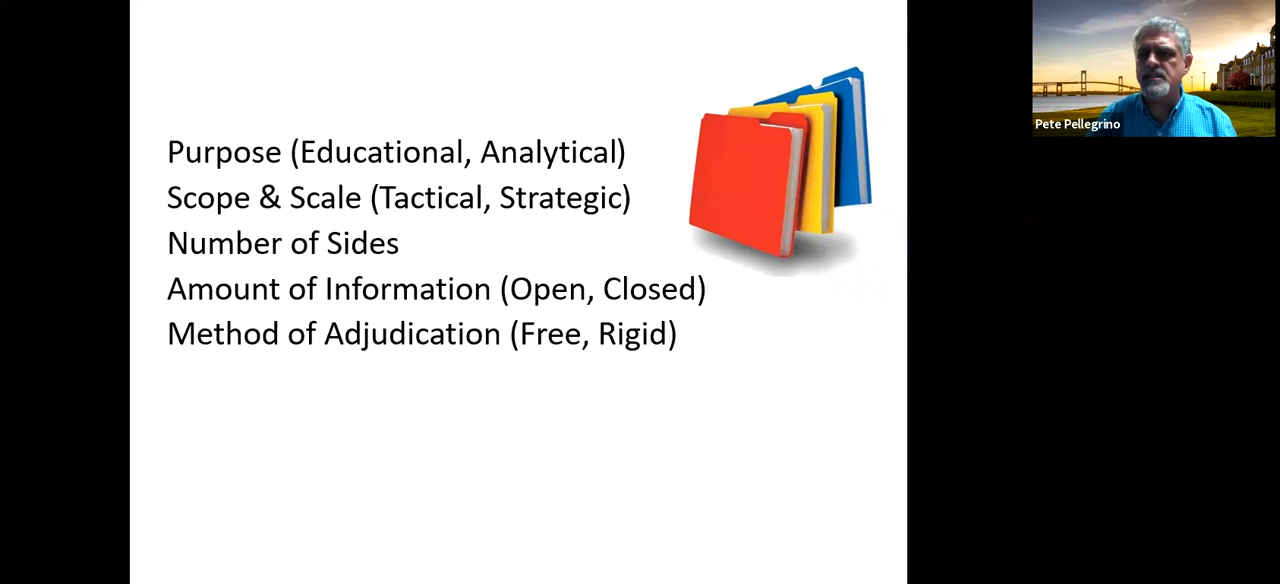 Purpose (Educational, Analytical)
Scope & Scale (Tactical, Strategic)
Number of Sides
Amount of Information (Open, Closed)
Method of Adjudication (Free, Rigid)
Pete Pellegrino